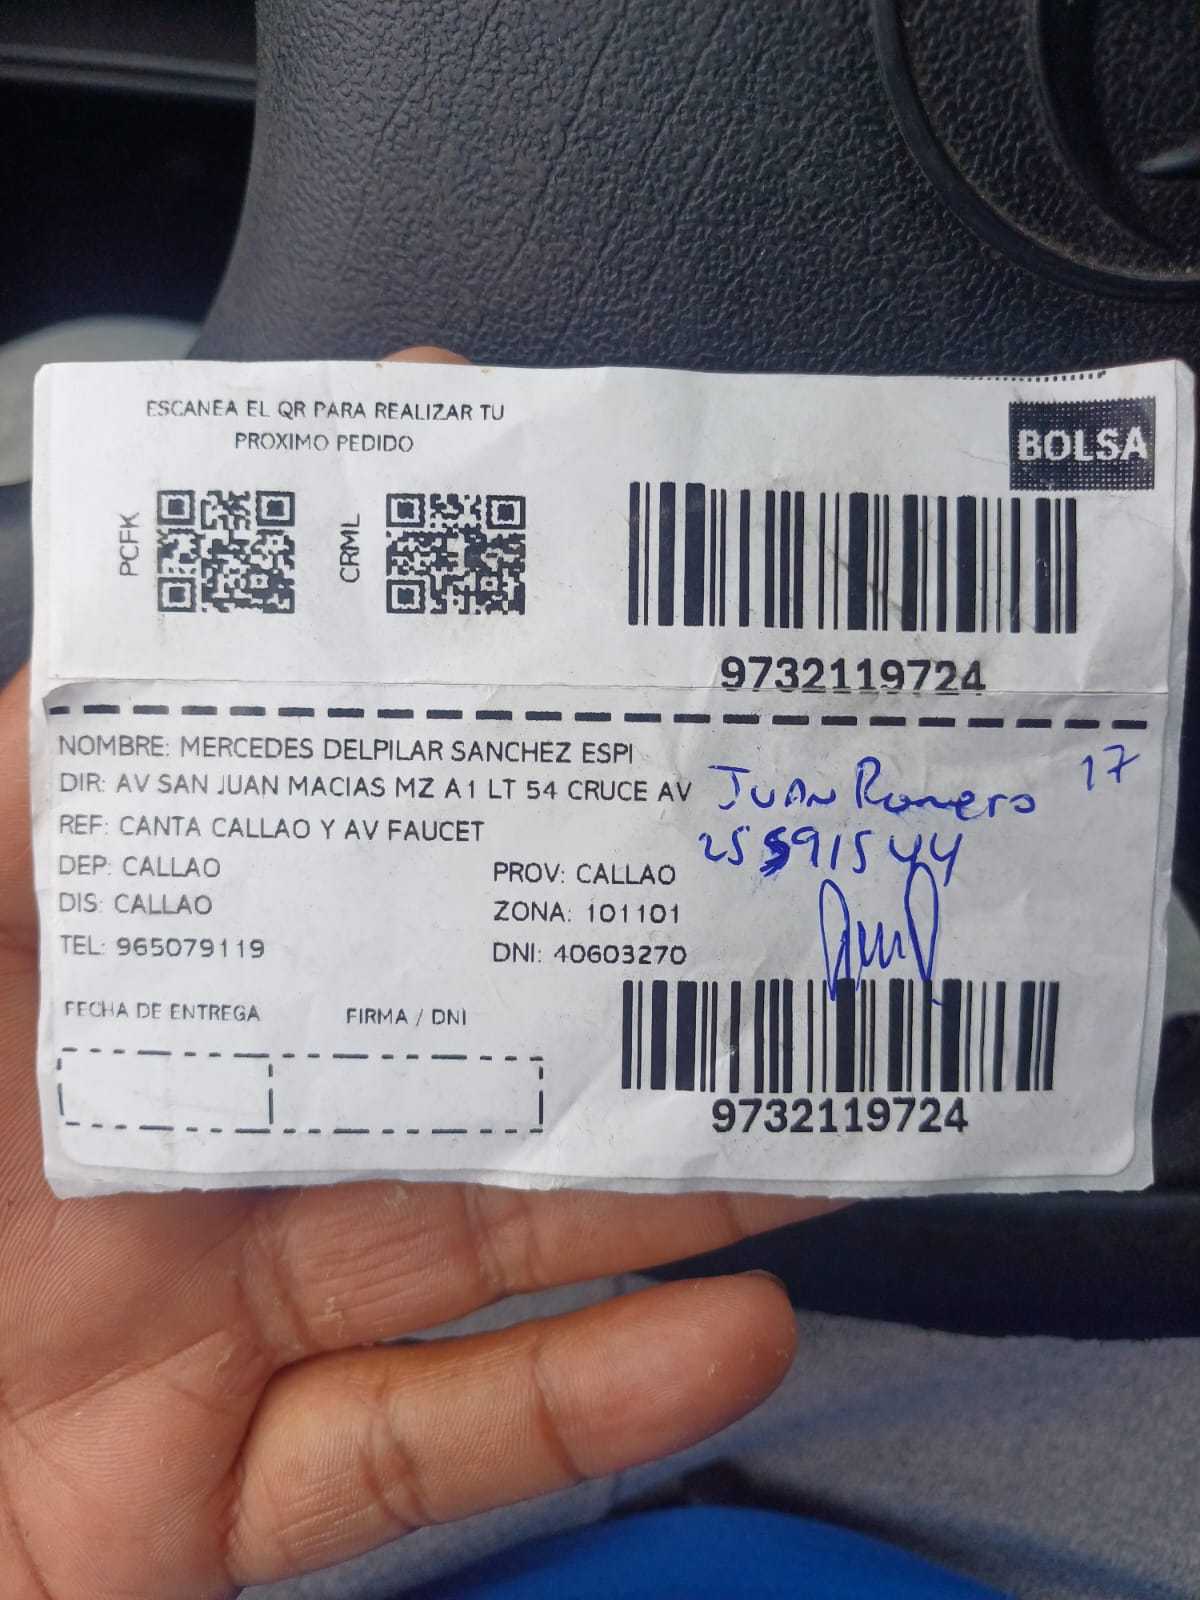 ESCANEA EL QR PARA REALIZAR TU
PROXIMO PEDIDO
BOLSA
PCFK
CRML
9732119724
NOMBRE: MERCEDES DELPILAR SANCHEZ ESPI
DIR: AV SAN JUAN MACIAS MZ A1 LT 54 CRUCE AV
REF: CANTA CALLAO Y AV FAUCET
DEP: CALLAO
PROV: CALLAO
DIS: CALLAO
ZONA: 101101
TEL: 965079119
DNI: 40603270
Juan Romero
17
25591544
FECHA DE ENTREGA
FIRMA / DNI
9732119724